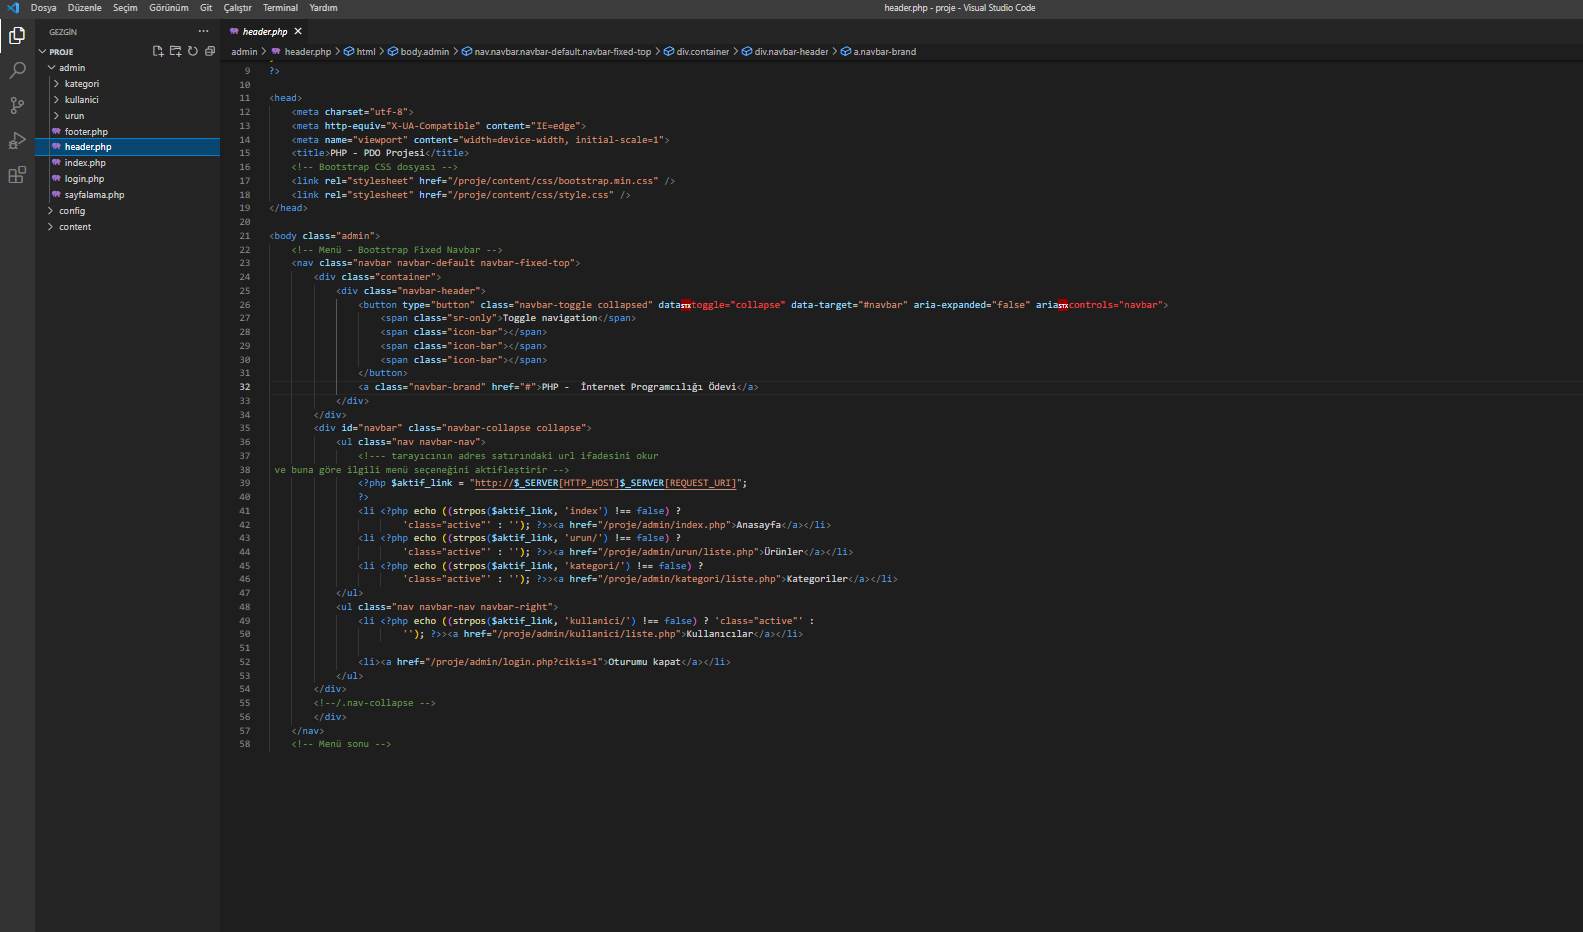 Dosya Düzenle Seçim Görünüm Git Çalıştır Terminal Yardım
header.php - proje - Visual Studio Code
GEZGİN ...
PROJE
admin
kategori
kullanici
urun
footer.php
header.php
index.php
login.php
sayfalama.php
config
content
header.php
admin > header.php > html > body.admin > nav.navbar.navbar-default.navbar-fixed-top > div.container > div.navbar-header > a.navbar-brand
9 ?>
10
11 <head>
12 <meta charset="utf-8">
13 <meta http-equiv="X-UA-Compatible" content="IE=edge">
14 <meta name="viewport" content="width=device-width, initial-scale=1">
15 <title>PHP - PDO Projesi</title>
16 <!-- Bootstrap CSS dosyası -->
17 <link rel="stylesheet" href="/proje/content/css/bootstrap.min.css" />
18 <link rel="stylesheet" href="/proje/content/css/style.css" />
19 </head>
20
21 <body class="admin">
22 <!-- Menü – Bootstrap Fixed Navbar -->
23 <nav class="navbar navbar-default navbar-fixed-top">
24 <div class="container">
25 <div class="navbar-header">
26 <button type="button" class="navbar-toggle collapsed" dataSTXtoggle="collapse" data-target="#navbar" aria-expanded="false" ariaSTXcontrols="navbar">
27 <span class="sr-only">Toggle navigation</span>
28 <span class="icon-bar"></span>
29 <span class="icon-bar"></span>
30 <span class="icon-bar"></span>
31 </button>
32 <a class="navbar-brand" href="#">PHP -  İnternet Programcılığı Ödevi</a>
33 </div>
34 </div>
35 <div id="navbar" class="navbar-collapse collapse">
36 <ul class="nav navbar-nav">
37 <!--- tarayıcının adres satırındaki url ifadesini okur
38 ve buna göre ilgili menü seçeneğini aktifleştirir -->
39 <?php $aktif_link = "http://$_SERVER[HTTP_HOST]$_SERVER[REQUEST_URI]";
40 ?>
41 <li <?php echo ((strpos($aktif_link, 'index') !== false) ?
42 'class="active"' : ''); ?>><a href="/proje/admin/index.php">Anasayfa</a></li>
43 <li <?php echo ((strpos($aktif_link, 'urun/') !== false) ?
44 'class="active"' : ''); ?>><a href="/proje/admin/urun/liste.php">Ürünler</a></li>
45 <li <?php echo ((strpos($aktif_link, 'kategori/') !== false) ?
46 'class="active"' : ''); ?>><a href="/proje/admin/kategori/liste.php">Kategoriler</a></li>
47 </ul>
48 <ul class="nav navbar-nav navbar-right">
49 <li <?php echo ((strpos($aktif_link, 'kullanici/') !== false) ? 'class="active"' :
50 ''); ?>><a href="/proje/admin/kullanici/liste.php">Kullanıcılar</a></li>
51
52 <li><a href="/proje/admin/login.php?cikis=1">Oturumu kapat</a></li>
53 </ul>
54 </div>
55 <!--/.nav-collapse -->
56 </div>
57 </nav>
58 <!-- Menü sonu -->